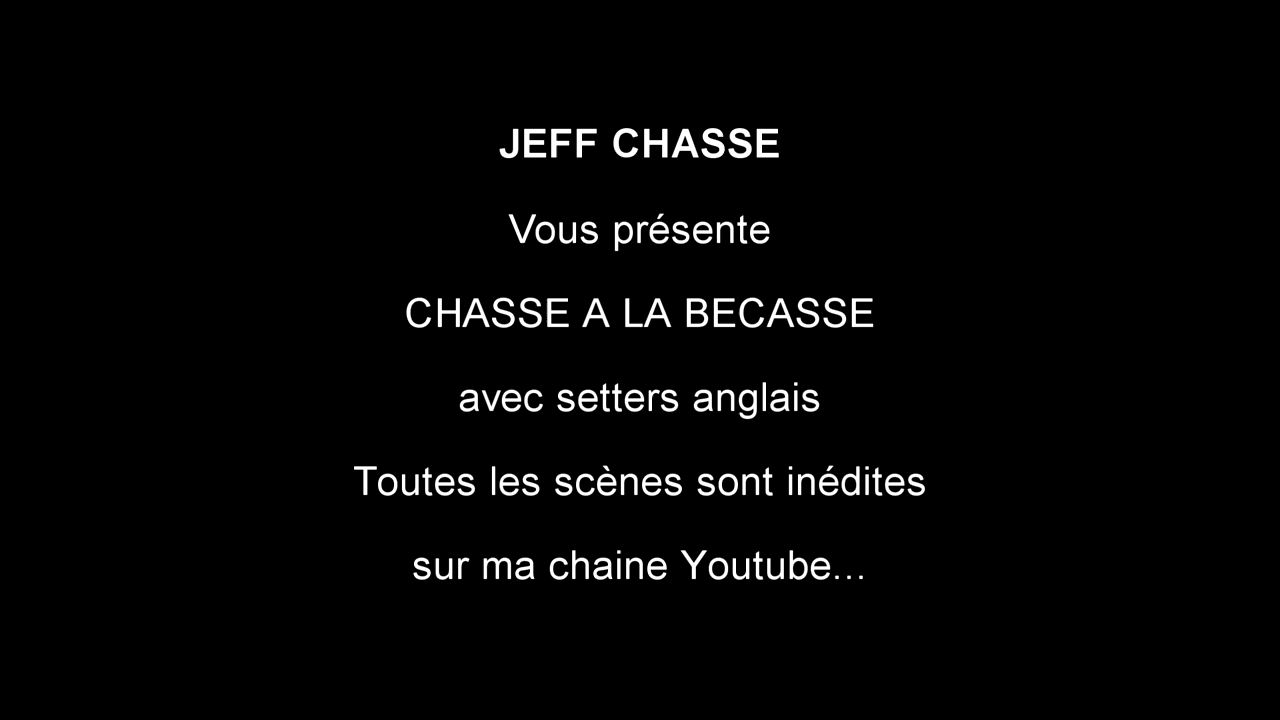 JEFF CHASSE
Vous présente
CHASSE A LA BECASSE
avec setters anglais
Toutes les scènes sont inédites
sur ma chaine Youtube...